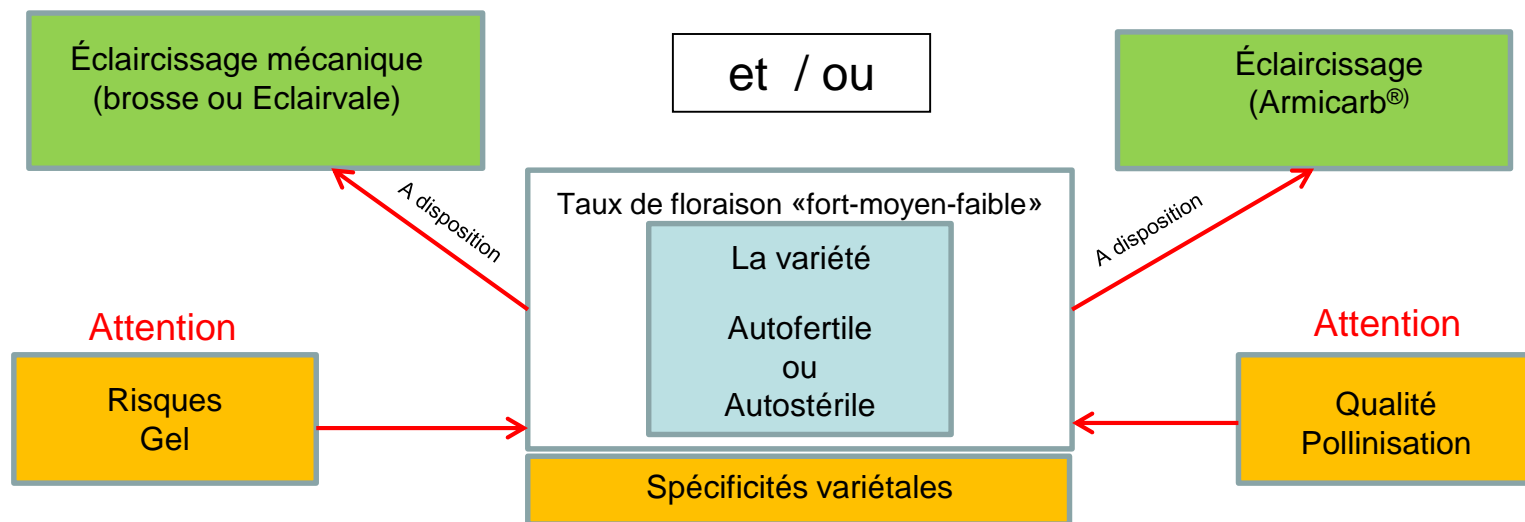 Éclaircissage mécanique
(brosse ou Eclairvale)
et / ou
Éclaircissage
(Armicarb®)
A disposition
A disposition
Taux de floraison «fort-moyen-faible»
La variété
Autofertile
ou
Autostérile
Attention
Risques
Gel
Attention
Qualité
Pollinisation
Spécificités variétales